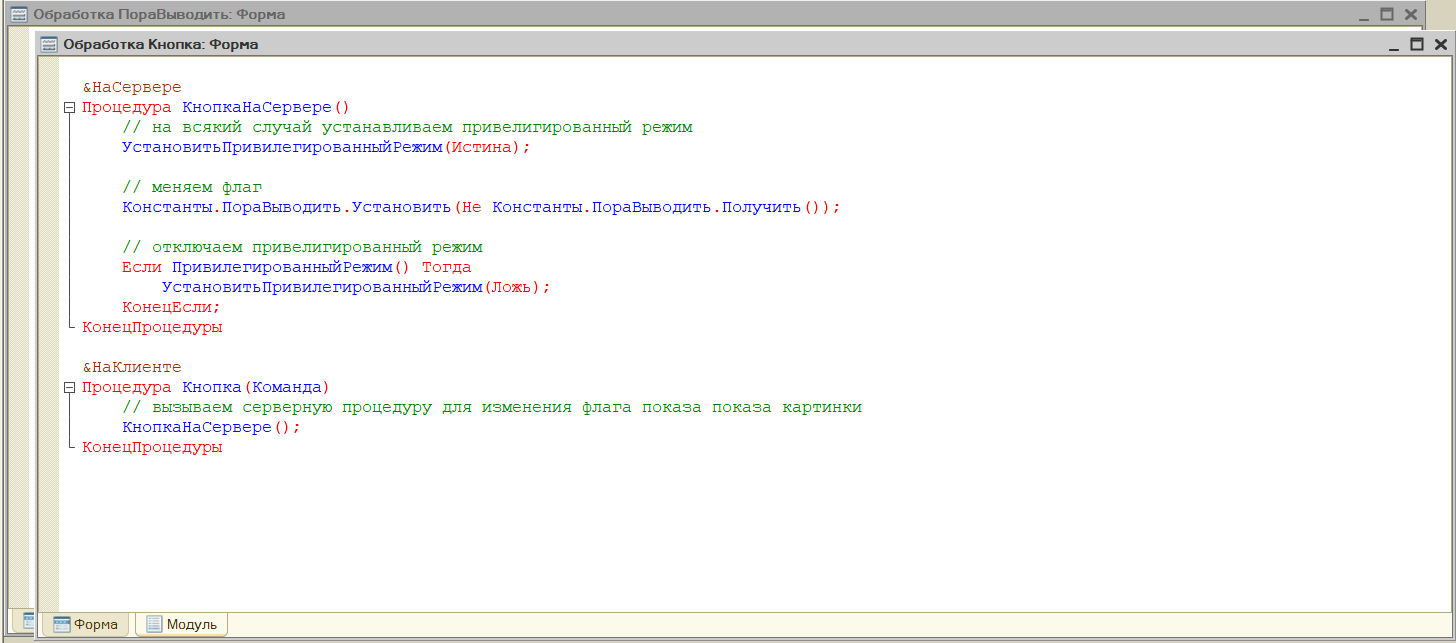 Обработка ПораВыводить: Форма
Обработка Кнопка: Форма
&НаСервере
Процедура КнопкаНаСервере()
// на всякий случай устанавливаем привелигированный режим
УстановитьПривилегированныйРежим(Истина);
// меняем флаг
Константы.ПораВыводить.Установить(Не Константы.ПораВыводить.Получить());
// отключаем привелигированный режим
Если ПривилегированныйРежим() Тогда
УстановитьПривилегированныйРежим(Ложь);
КонецЕсли;
КонецПроцедуры
&НаКлиенте
Процедура Кнопка(Команда)
// вызываем серверную процедуру для изменения флага показа показа картинки
КнопкаНаСервере();
КонецПроцедуры
Форма
Модуль